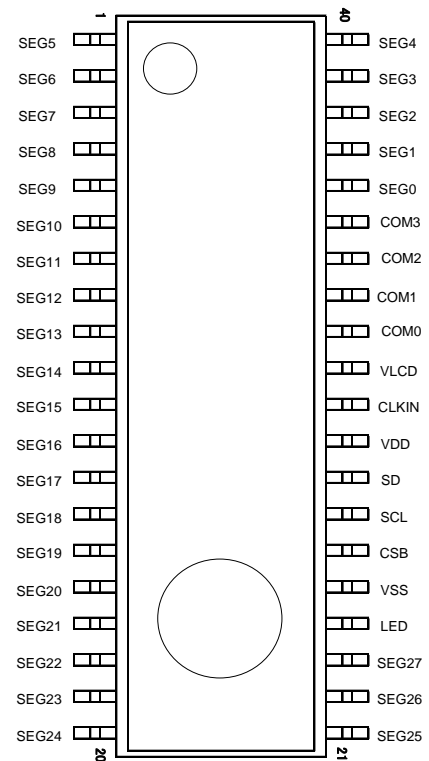 1 40
SEG5 SEG4
SEG6 SEG3
SEG7 SEG2
SEG8 SEG1
SEG9 SEG0
SEG10 COM3
SEG11 COM2
SEG12 COM1
SEG13 COM0
SEG14 VLCD
SEG15 CLKIN
SEG16 VDD
SEG17 SD
SEG18 SCL
SEG19 CSB
SEG20 VSS
SEG21 LED
SEG22 SEG27
SEG23 SEG26
SEG24 SEG25
20 21